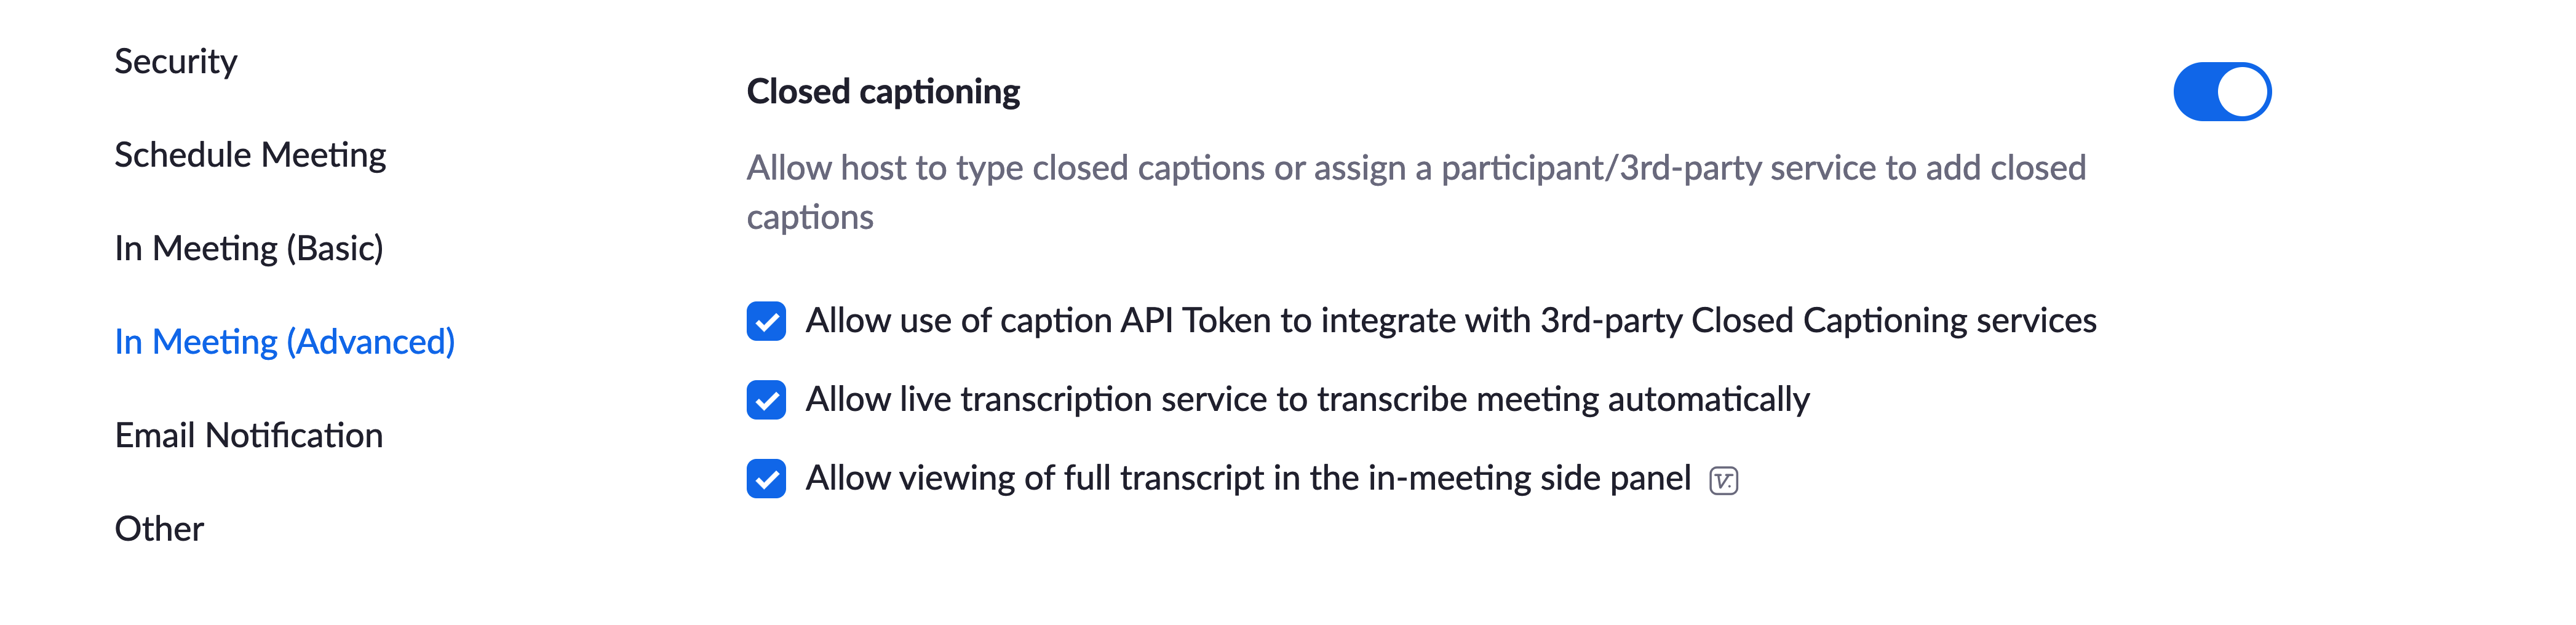 Security
Schedule Meeting
In Meeting (Basic)
In Meeting (Advanced)
Email Notification
Other
Closed captioning
Allow host to type closed captions or assign a participant/3rd-party service to add closed
captions
Allow use of caption API Token to integrate with 3rd-party Closed Captioning services
Allow live transcription service to transcribe meeting automatically
Allow viewing of full transcript in the in-meeting side panel